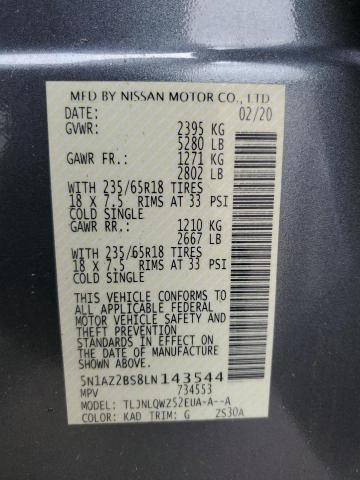 MFD BY NISSAN MOTOR CO., LTD
DATE: 02/20
GVWR: 2395 KG
5280 LB
GAWR FR.: 1271 KG
2802 LB
WITH 235/65R18 TIRES
18 X 7.5 RIMS AT 33 PSI
COLD SINGLE
GAWR RR.: 1210 KG
2667 LB
WITH 235/65R18 TIRES
18 X 7.5 RIMS AT 33 PSI
COLD SINGLE
THIS VEHICLE CONFORMS TO
ALL APPLICABLE FEDERAL
MOTOR VEHICLE SAFETY AND
THEFT PREVENTION
STANDARDS IN EFFECT ON
THE DATE OF MANUFACTURE
SHOWN ABOVE.
5N1AZ2BS8LN143544
MPV 734553
MODEL: TLJNLQWZ52EUA-A--A
COLOR: KAD TRIM: G 2S30A